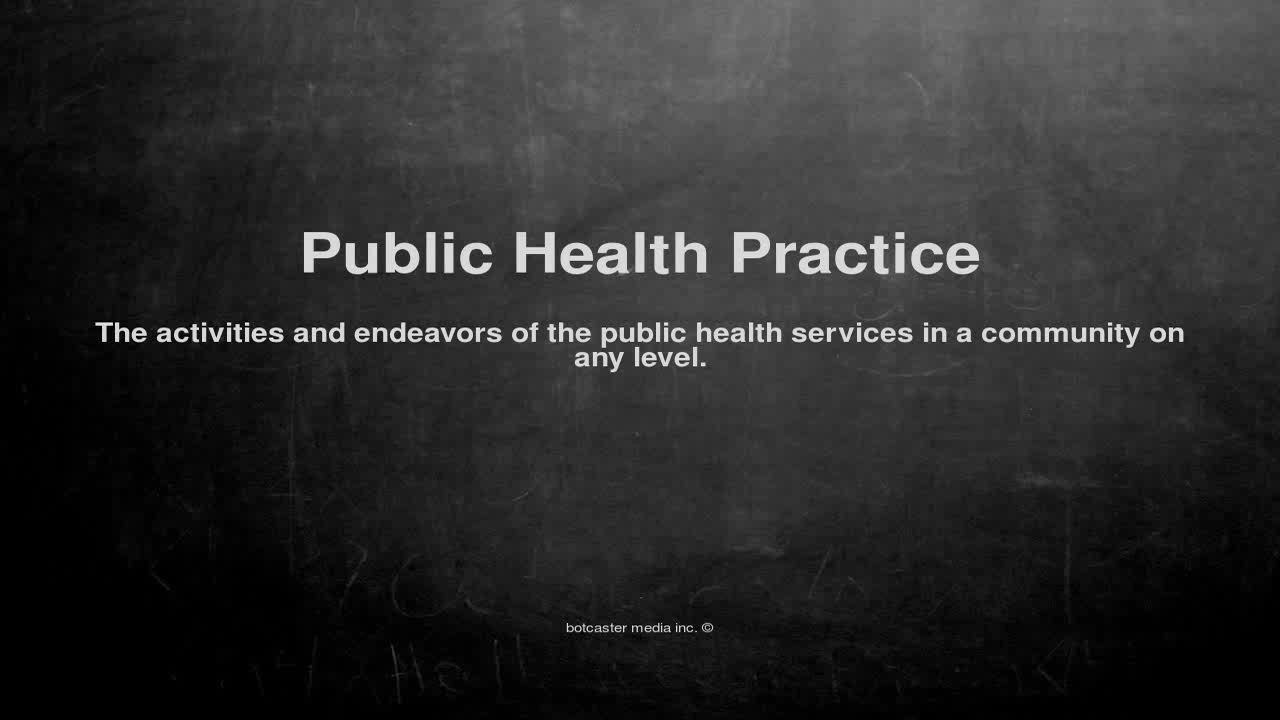 Public Health Practice
The activities and endeavors of the public health services in a community on
any level.
botcaster media inc. ©